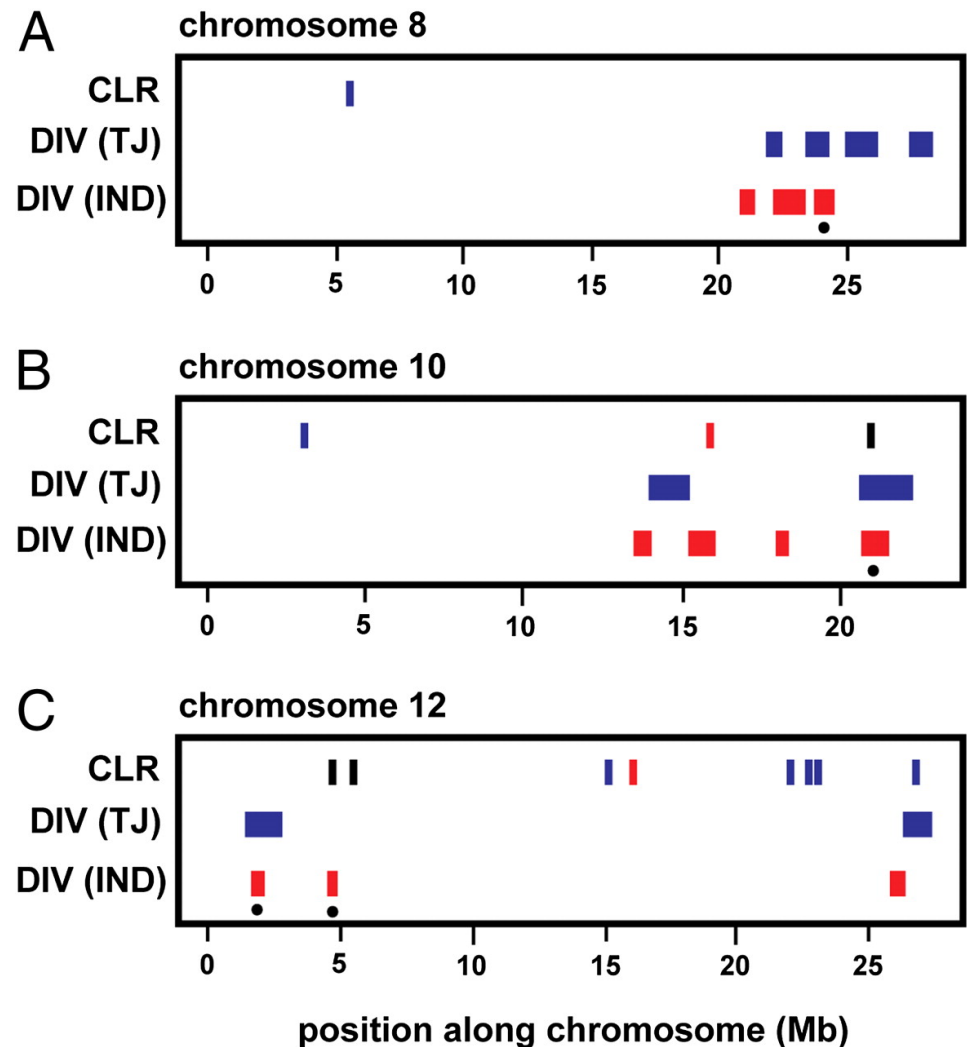 A
chromosome 8
CLR
DIV (TJ)
DIV (IND)
0 5 10 15 20 25
B
chromosome 10
CLR
DIV (TJ)
DIV (IND)
0 5 10 15 20
C
chromosome 12
CLR
DIV (TJ)
DIV (IND)
0 5 10 15 20 25
position along chromosome (Mb)